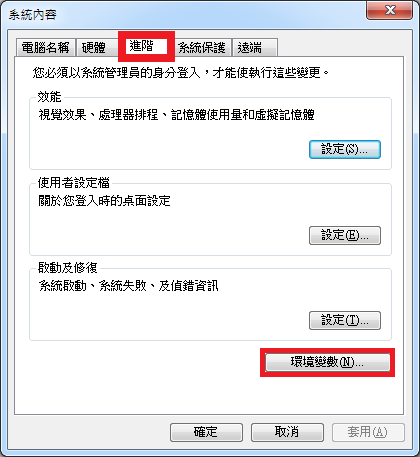 系統內容
電腦名稱 硬體 進階 系統保護 遠端
您必須以系統管理員的身分登入，才能使執行這些變更。
效能
視覺效果、處理器排程、記憶體使用量和虛擬記憶體
設定(S)...
使用者設定檔
關於您登入時的桌面設定
設定(E)...
啟動及修復
系統啟動、系統失敗、及偵錯資訊
設定(T)...
環境變數(N)...
確定 取消 套用(A)